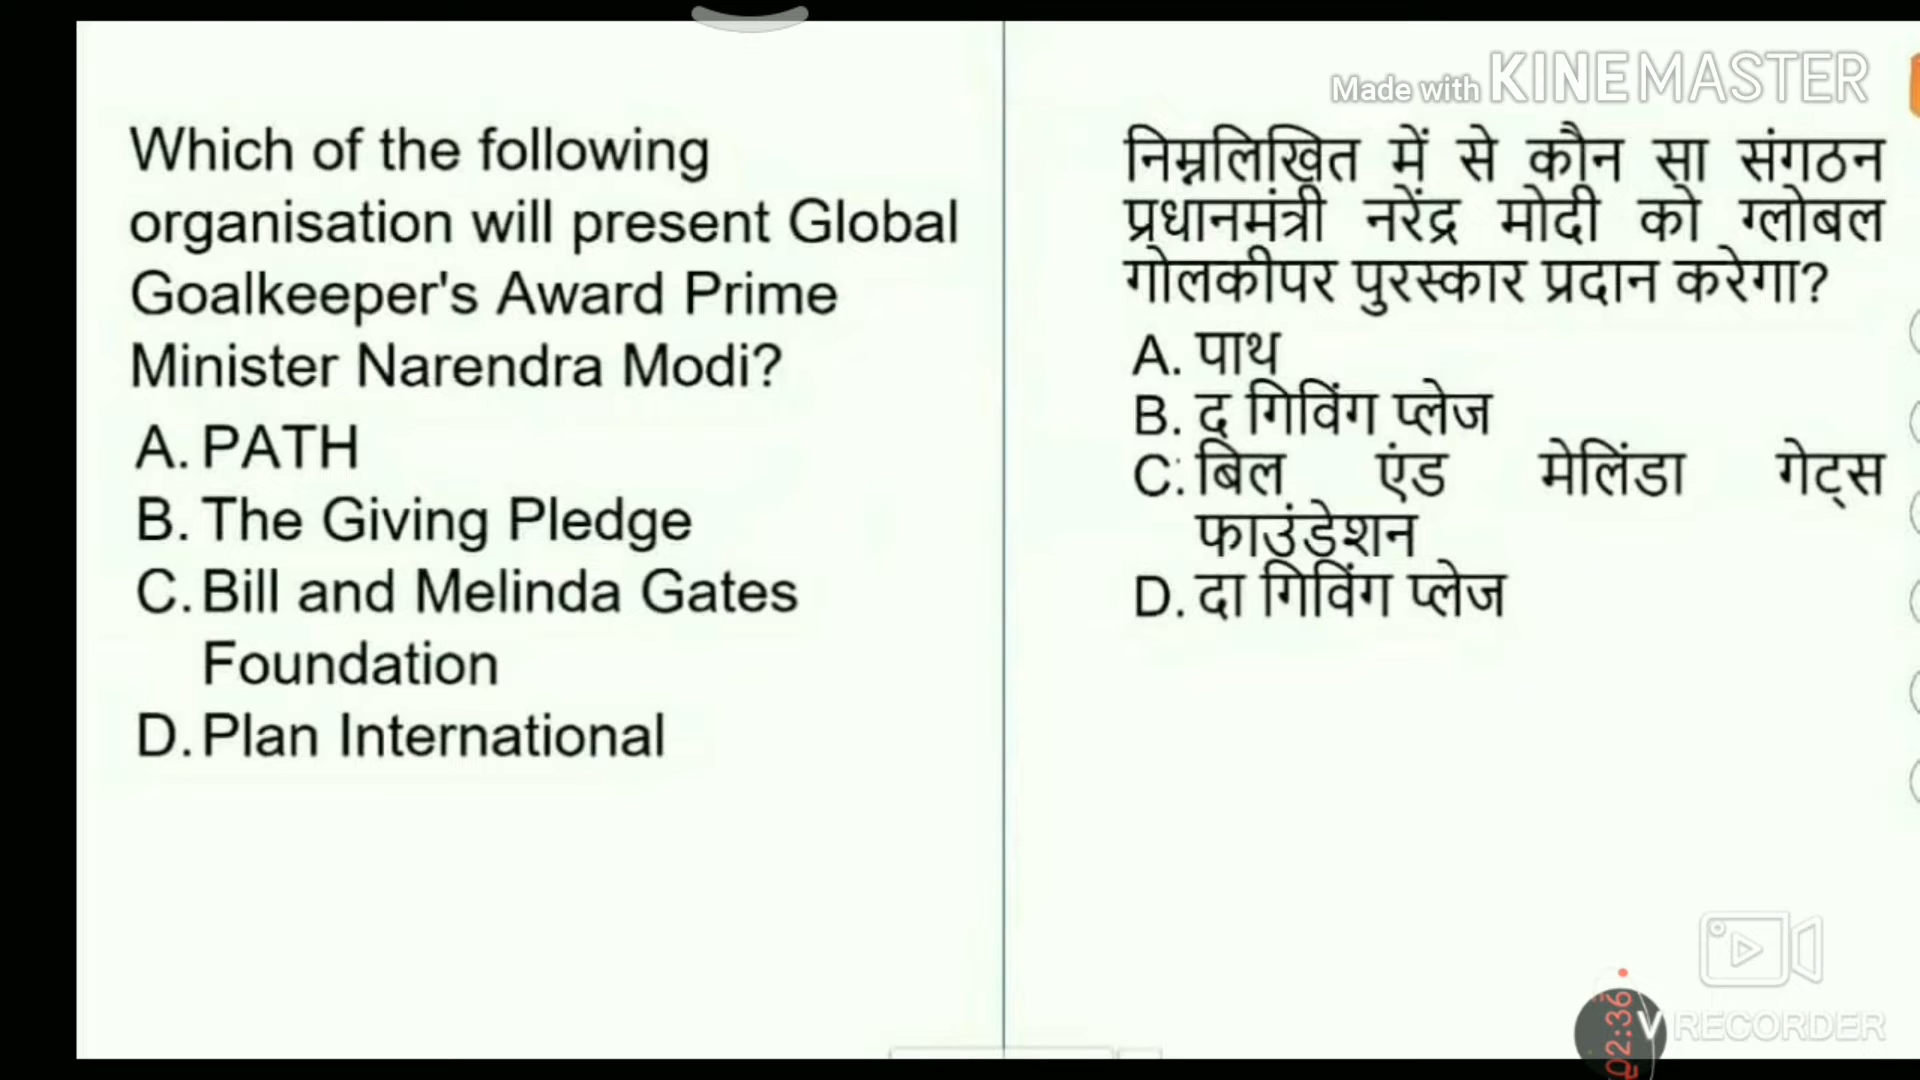 Made with KINEMASTER
Which of the following
organisation will present Global
Goalkeeper's Award Prime
Minister Narendra Modi?
A. PATH
B. The Giving Pledge
C. Bill and Melinda Gates
Foundation
D. Plan International
निम्नलिखित में से कौन सा संगठन
प्रधानमंत्री नरेंद्र मोदी को ग्लोबल
गोलकीपर पुरस्कार प्रदान करेगा?
A. पाथ
B. द गिविंग प्लेज
C. बिल एंड मेलिंडा गेट्स
फाउंडेशन
D. दा गिविंग प्लेज
02:36
V RECORDER